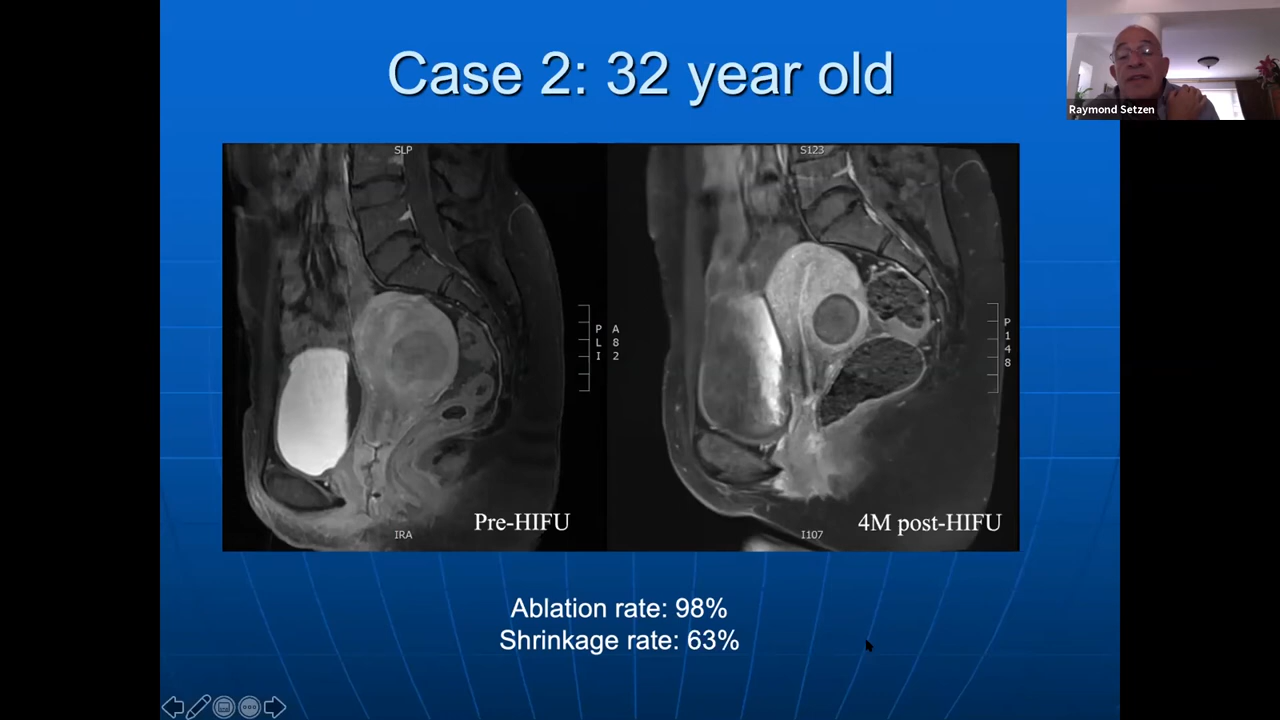 Case 2: 32 year old
Raymond Setzen
SLP
S123
P A
L 8
I 2
P
1
4
8
Pre-HIFU
4M post-HIFU
IRA
I107
Ablation rate: 98%
Shrinkage rate: 63%